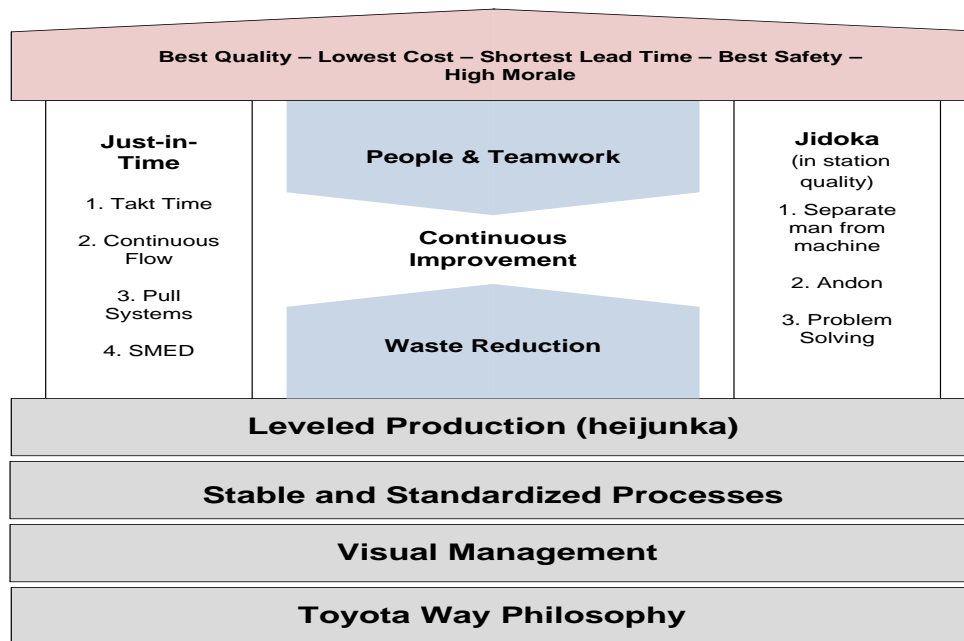 Best Quality – Lowest Cost – Shortest Lead Time – Best Safety –
High Morale
Just-in-
Time
1. Takt Time
2. Continuous
Flow
3. Pull
Systems
4. SMED
People & Teamwork
Continuous
Improvement
Waste Reduction
Jidoka
(in station
quality)
1. Separate
man from
machine
2. Andon
3. Problem
Solving
Leveled Production (heijunka)
Stable and Standardized Processes
Visual Management
Toyota Way Philosophy